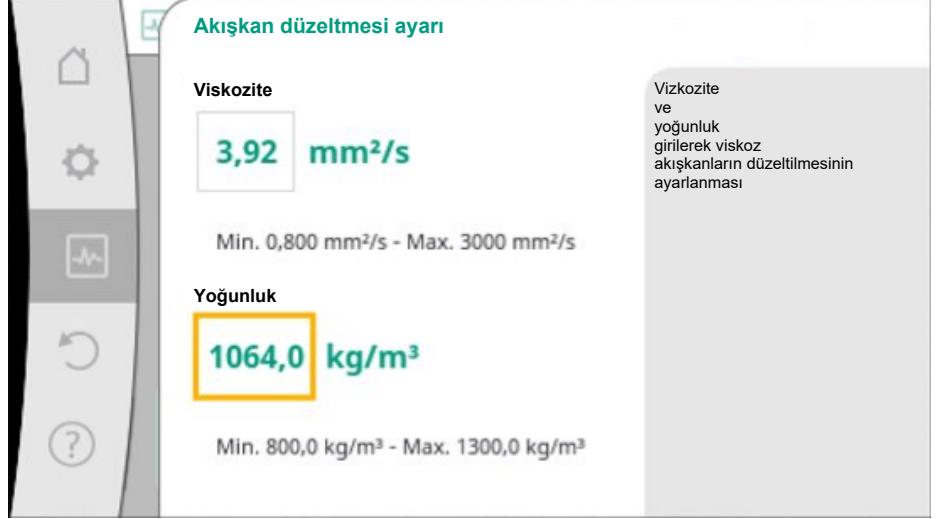 Akışkan düzeltmesi ayarı
Viskozite
3,92 mm²/s
Min. 0,800 mm²/s - Max. 3000 mm²/s
Yoğunluk
1064,0 kg/m³
Min. 800,0 kg/m³ - Max. 1300,0 kg/m³
Vizkozite
ve
yoğunluk
girilerek viskoz
akışkanların düzeltilmesinin
ayarlanması
?